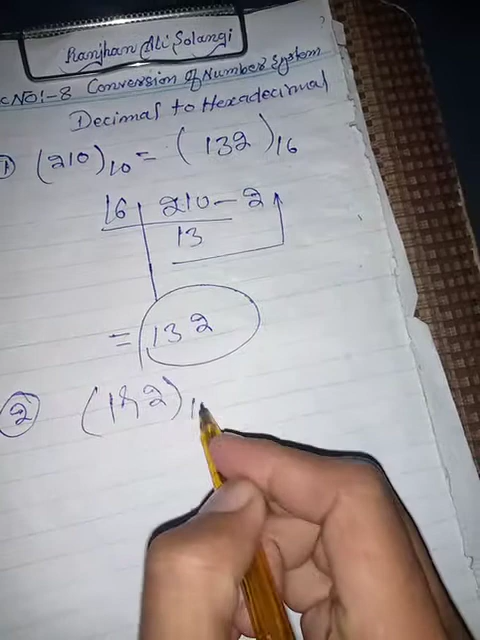 Ranjhan Ali Solangi
c No:-8 Conversion of Number System
Decimal to Hexadecimal
1 (210)10 = (132)16
16 210-2
13
= 132
2 (142)1